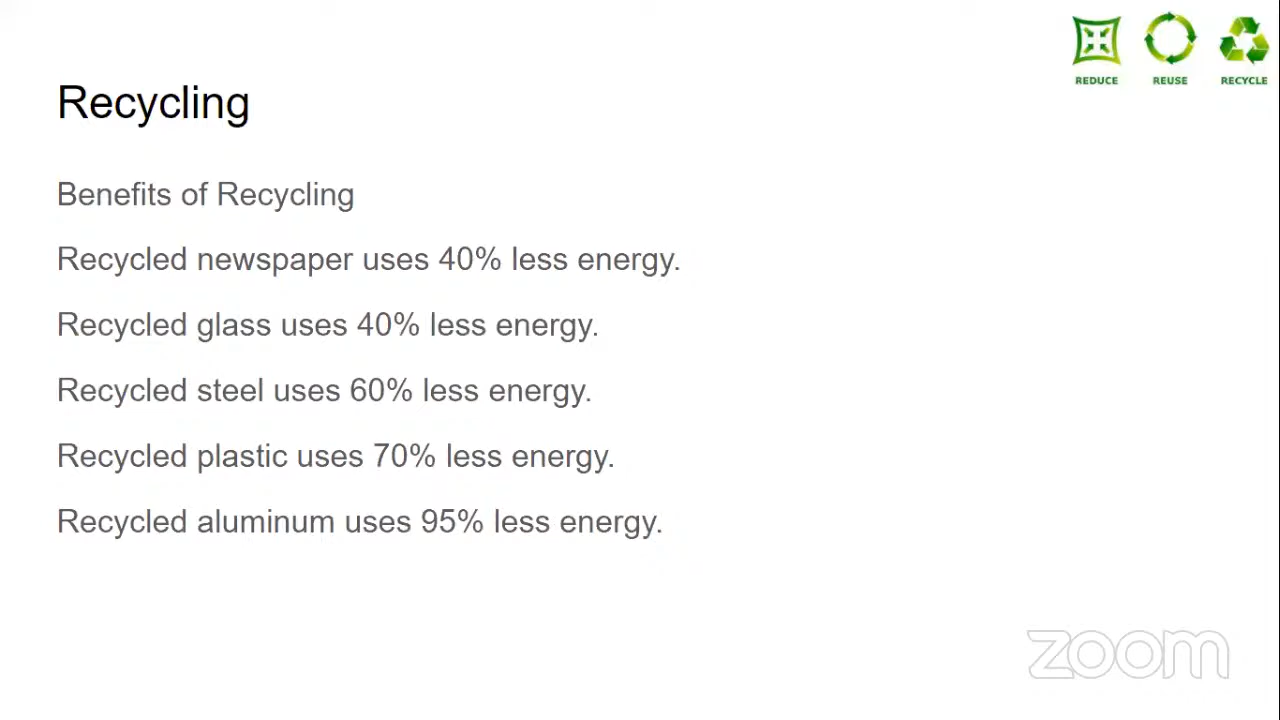 REDUCE REUSE RECYCLE
Recycling
Benefits of Recycling
Recycled newspaper uses 40% less energy.
Recycled glass uses 40% less energy.
Recycled steel uses 60% less energy.
Recycled plastic uses 70% less energy.
Recycled aluminum uses 95% less energy.
zoom